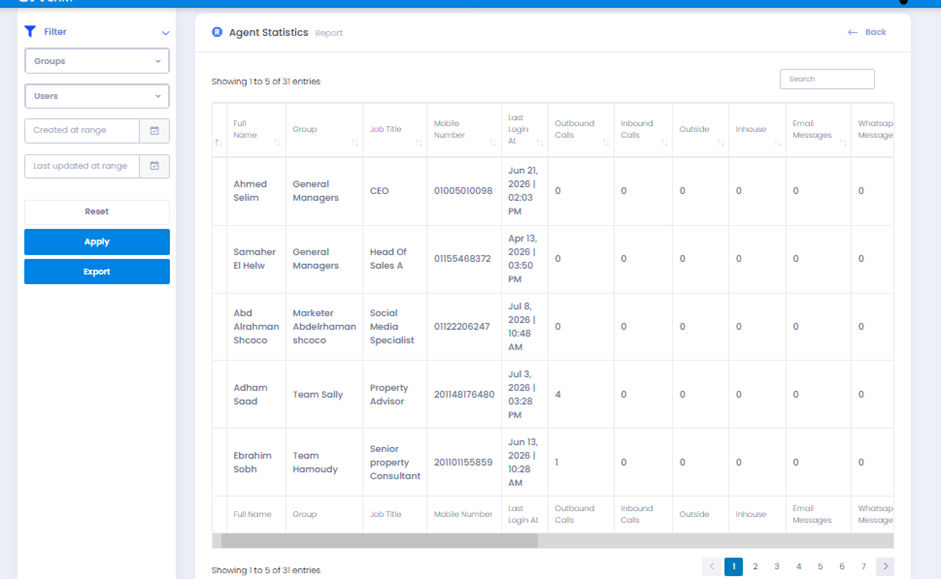 Filter
Groups
Users
Created at range
Last updated at range
Reset
Apply
Export
Agent Statistics Report
Back
Showing 1 to 5 of 31 entries
Search
Full Name Group Job Title Mobile Number Last Login At Outbound Calls Inbound Calls Outside Inhouse Email Messages
Ahmed Selim General Managers CEO 01005010098 Jun 21, 2026 | 02:03 PM 0 0 0 0 0 0
Samaher El Helw General Managers Head Of Sales A 01155468372 Apr 13, 2026 | 03:50 PM 0 0 0 0 0 0
Abd Alrahman Shcoco Marketer Abdelrhaman shcoco Social Media Specialist 01122206247 Jul 8, 2026 | 10:48 AM 0 0 0 0 0 0
Adham Saad Team Sally Property Advisor 201148176480 Jul 3, 2026 | 03:28 PM 4 0 0 0 0 0
Ebrahim Sobh Team Hamoudy Senior property Consultant 201101155859 Jun 13, 2026 | 10:28 AM 1 0 0 0 0 0
Full Name Group Job Title Mobile Number Last Login At Outbound Calls Inbound Calls Outside Inhouse Email Messages
Showing 1 to 5 of 31 entries
1 2 3 4 5 6 7